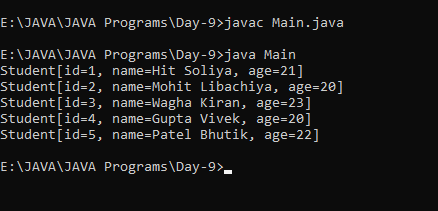 E:\JAVA\JAVA Programs\Day-9>javac Main.java
E:\JAVA\JAVA Programs\Day-9>java Main
Student[id=1, name=Hit Soliya, age=21]
Student[id=2, name=Mohit Libachiya, age=20]
Student[id=3, name=Wagha Kiran, age=23]
Student[id=4, name=Gupta Vivek, age=20]
Student[id=5, name=Patel Bhutik, age=22]
E:\JAVA\JAVA Programs\Day-9>